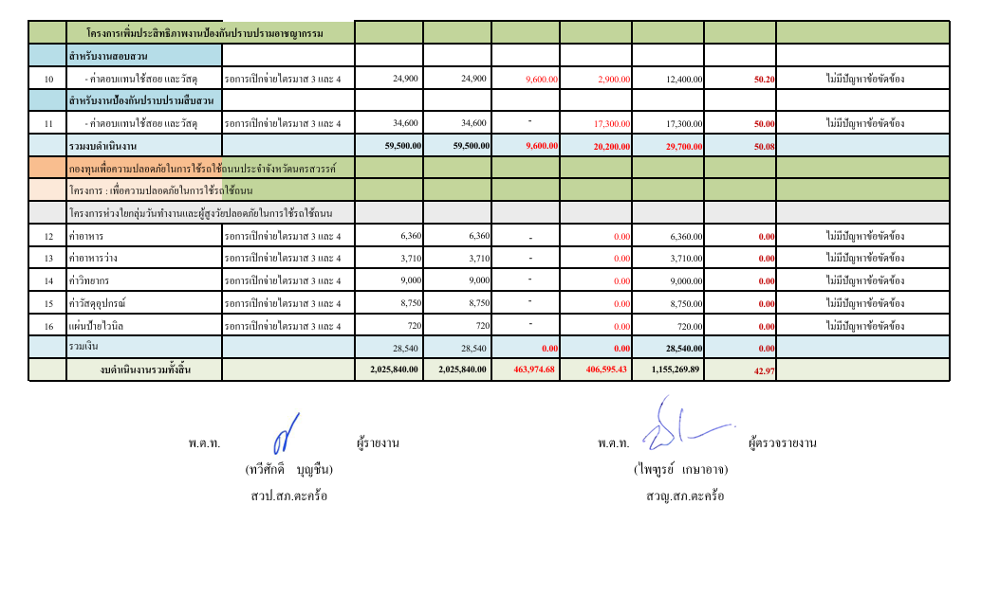 โครงการเพิ่มประสิทธิภาพงานป้องกันปราบปรามอาชญากรรม
สำหรับงานสอบสวน
10 - ค่าตอบแทนใช้สอย และวัสดุ รอการเปิกจ่ายไตรมาส 3 และ 4 24,900 24,900 9,600.00 2,900.00 12,400.00 50.20 ไม่มีปัญหาข้อขัดข้อง
สำหรับงานป้องกันปราบปรามสืบสวน
11 - ค่าตอบแทนใช้สอย และวัสดุ รอการเปิกจ่ายไตรมาส 3 และ 4 34,600 34,600 - 17,300.00 17,300.00 50.00 ไม่มีปัญหาข้อขัดข้อง
รวมงบดำเนินงาน 59,500.00 59,500.00 9,600.00 20,200.00 29,700.00 50.08
กองทุนเพื่อความปลอดภัยในการใช้รถใช้ถนนประจำจังหวัดนครสวรรค์
โครงการ : เพื่อความปลอดภัยในการใช้รถใช้ถนน
โครงการห่วงใยกลุ่มวันทำงานและผู้สูงวัยปลอดภัยในการใช้รถใช้ถนน
12 ค่าอาหาร รอการเปิกจ่ายไตรมาส 3 และ 4 6,360 6,360 - 0.00 6,360.00 0.00 ไม่มีปัญหาข้อขัดข้อง
13 ค่าอาหารว่าง รอการเปิกจ่ายไตรมาส 3 และ 4 3,710 3,710 - 0.00 3,710.00 0.00 ไม่มีปัญหาข้อขัดข้อง
14 ค่าวิทยากร รอการเปิกจ่ายไตรมาส 3 และ 4 9,000 9,000 - 0.00 9,000.00 0.00 ไม่มีปัญหาข้อขัดข้อง
15 ค่าวัสดุอุปกรณ์ รอการเปิกจ่ายไตรมาส 3 และ 4 8,750 8,750 - 0.00 8,750.00 0.00 ไม่มีปัญหาข้อขัดข้อง
16 แผ่นป้ายไวนิล รอการเปิกจ่ายไตรมาส 3 และ 4 720 720 - 0.00 720.00 0.00 ไม่มีปัญหาข้อขัดข้อง
รวมเงิน 28,540 28,540 0.00 0.00 28,540.00 0.00
งบดำเนินงานรวมทั้งสิ้น 2,025,840.00 2,025,840.00 463,974.68 406,595.43 1,155,269.89 42.97
พ.ต.ท. ผู้รายงาน พ.ต.ท. ผู้ตรวจรายงาน
(ทวีศักดิ์ บุญชื่น) (ไพฑูรย์ เกษาอาจ)
สวป.สภ.ตะคร้อ สวญ.สภ.ตะคร้อ